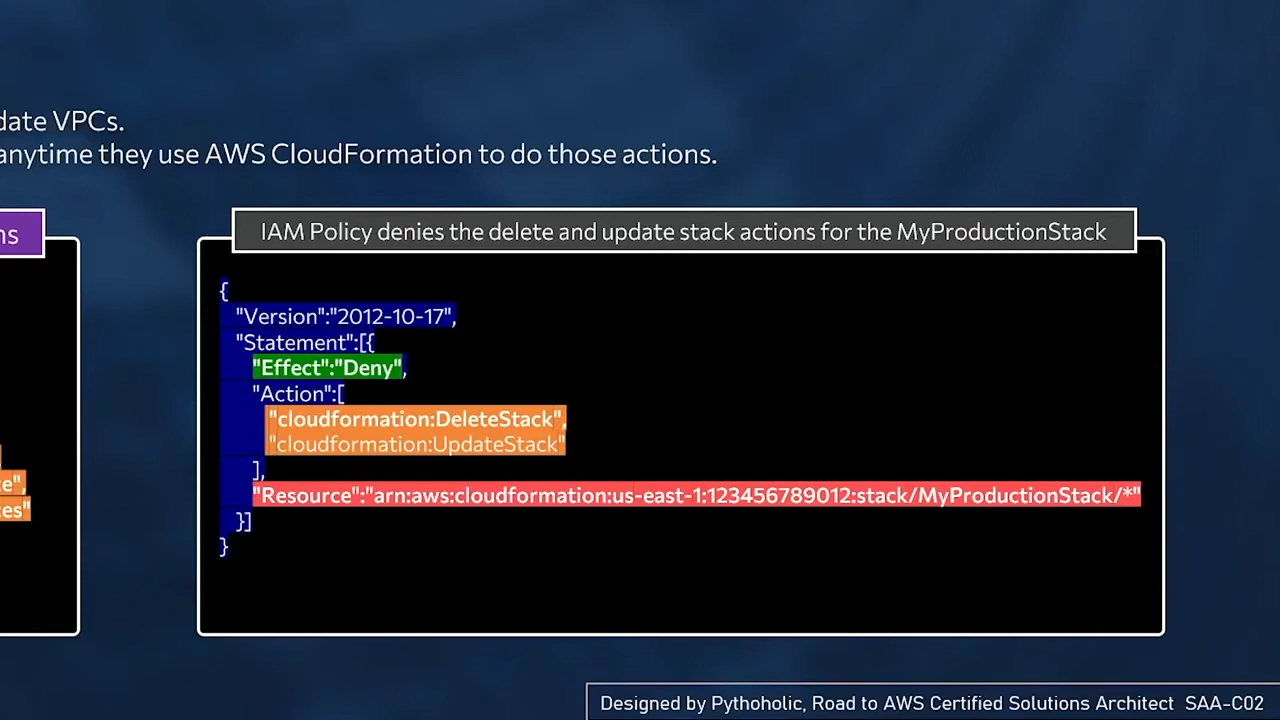 date VPCs.
anytime they use AWS CloudFormation to do those actions.
ns
ce",
ces"
IAM Policy denies the delete and update stack actions for the MyProductionStack
{
"Version":"2012-10-17",
"Statement":[{
"Effect":"Deny",
"Action":[
"cloudformation:DeleteStack",
"cloudformation:UpdateStack"
],
"Resource":"arn:aws:cloudformation:us-east-1:123456789012:stack/MyProductionStack/*"
}]
}
Designed by Pythoholic, Road to AWS Certified Solutions Architect SAA-C02